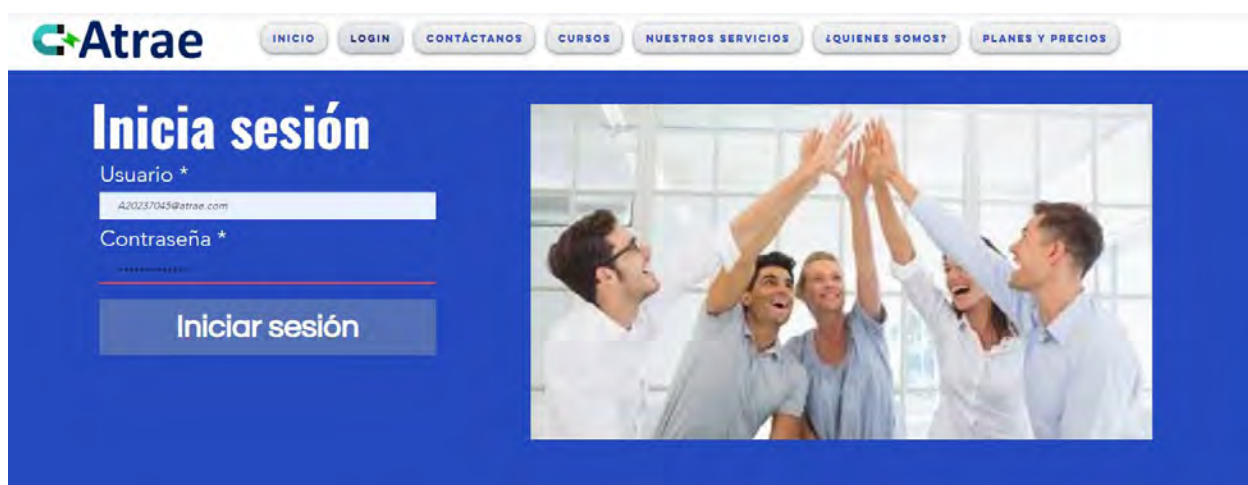 Atrae
INICIO LOGIN CONTÁCTANOS CURSOS NUESTROS SERVICIOS ¿QUIENES SOMOS? PLANES Y PRECIOS
Inicia sesión
Usuario *
A20237045@atrae.com
Contraseña *
Iniciar sesión